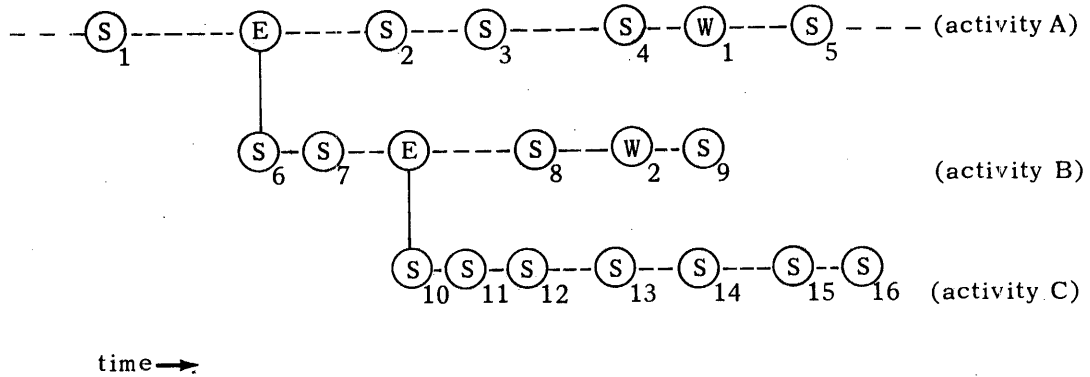 S E S S S W S (activity A)
1 2 3 4 1 5
S S E S W S
6 7 8 2 9 (activity B)
S S S S S S S
10 11 12 13 14 15 16 (activity C)
time